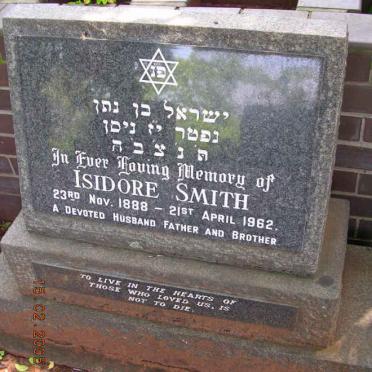 פנ
ישראל בן נתן
נפטר יז ניסן
ת נ צ ב ה
In Ever Loving Memory of
ISIDORE SMITH
23RD NOV. 1888 – 21ST APRIL 1962.
A DEVOTED HUSBAND FATHER AND BROTHER
TO LIVE IN THE HEARTS OF
THOSE WHO LOVED US, IS
NOT TO DIE.